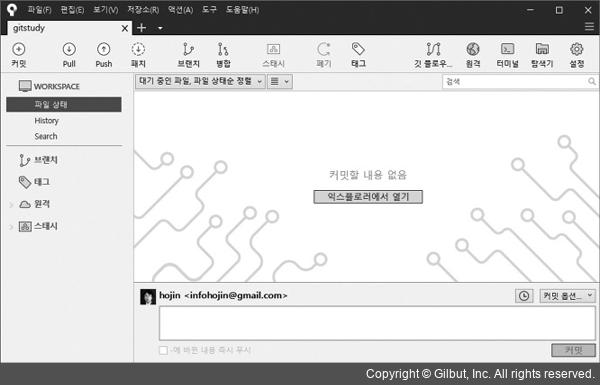 파일(F) 편집(E) 보기(V) 저장소(R) 액션(A) 도구 도움말(H)
gitstudy
커밋 Pull Push 패치 브랜치 병합 스태시 폐기 태그 깃 플로우... 원격 터미널 탐색기 설정
WORKSPACE
파일 상태
History
Search
브랜치
태그
원격
스태시
대기 중인 파일, 파일 상태순 정렬
검색
커밋할 내용 없음
익스플로러에서 열기
hojin <infohojin@gmail.com>
커밋 옵션...
-에 바뀐 내용 즉시 푸시
커밋
Copyright © Gilbut, Inc. All rights reserved.